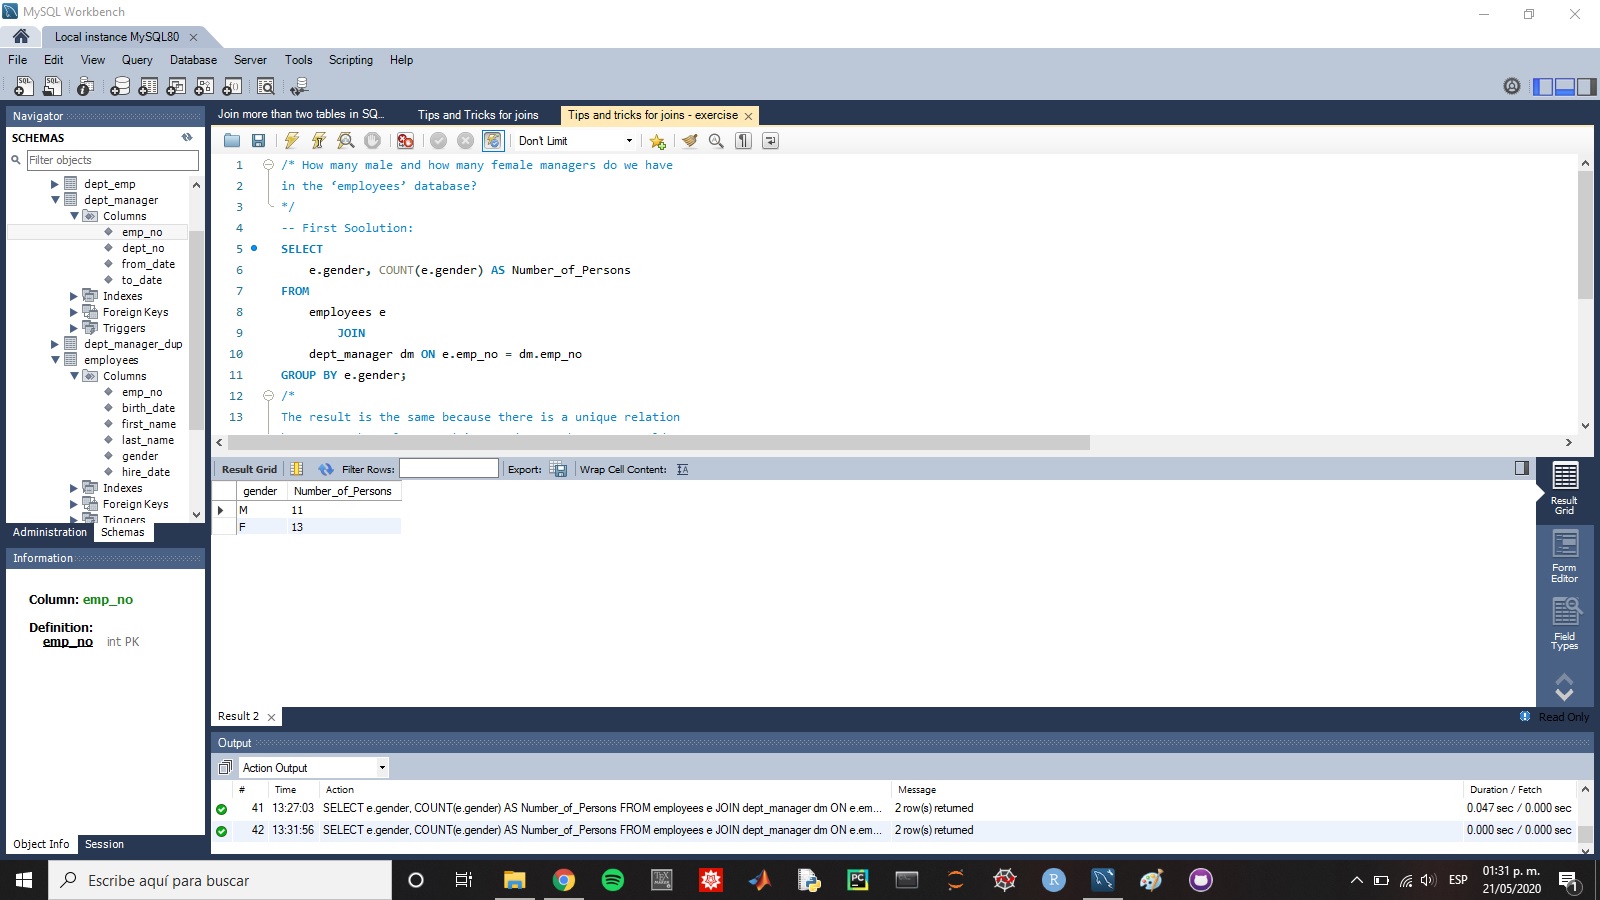 MySQL Workbench
Local instance MySQL80
File Edit View Query Database Server Tools Scripting Help
Navigator
SCHEMAS
Filter objects
dept_emp
dept_manager
Columns
emp_no
dept_no
from_date
to_date
Indexes
Foreign Keys
Triggers
dept_manager_dup
employees
Columns
emp_no
birth_date
first_name
last_name
gender
hire_date
Indexes
Foreign Keys
Triggers
Administration Schemas
Information
Column: emp_no
Definition:
emp_no int PK
Object Info Session
Join more than two tables in SQ... Tips and Tricks for joins Tips and tricks for joins - exercise
Don't Limit
1 /* How many male and how many female managers do we have
2 in the ‘employees’ database?
3 */
4 -- First Soolution:
5 SELECT
6 e.gender, COUNT(e.gender) AS Number_of_Persons
7 FROM
8 employees e
9 JOIN
10 dept_manager dm ON e.emp_no = dm.emp_no
11 GROUP BY e.gender;
12 /*
13 The result is the same because there is a unique relation
Result Grid Filter Rows: Export: Wrap Cell Content:
gender Number_of_Persons
M 11
F 13
Result Grid
Form Editor
Field Types
Result 2
Read Only
Output
Action Output
# Time Action Message Duration / Fetch
41 13:27:03 SELECT e.gender, COUNT(e.gender) AS Number_of_Persons FROM employees e JOIN dept_manager dm ON e.em... 2 row(s) returned 0.047 sec / 0.000 sec
42 13:31:56 SELECT e.gender, COUNT(e.gender) AS Number_of_Persons FROM employees e JOIN dept_manager dm ON e.em... 2 row(s) returned 0.000 sec / 0.000 sec
Escribe aquí para buscar
ESP
01:31 p. m.
21/05/2020
1